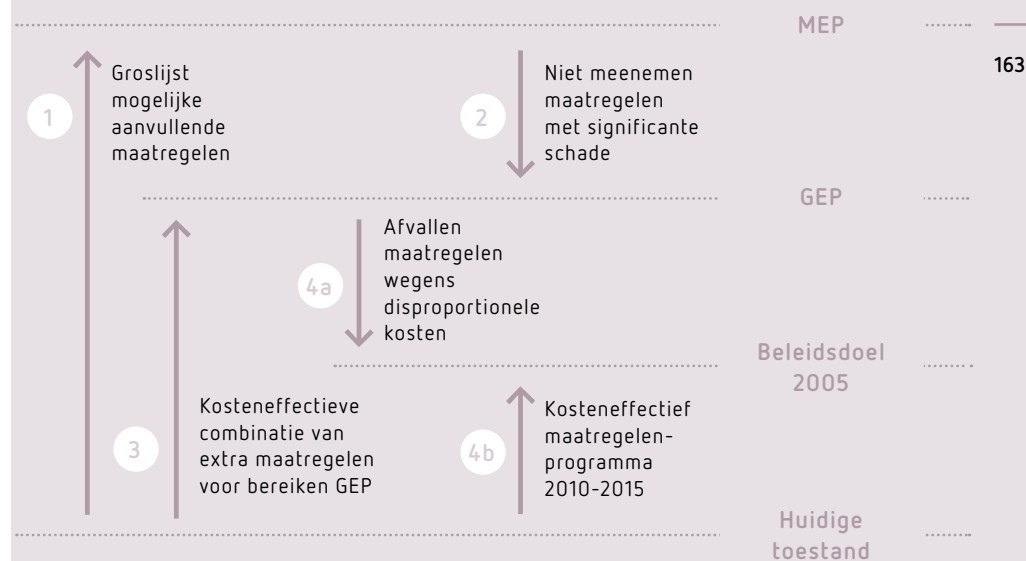 MEP
163
1
Groslijst
mogelijke
aanvullende
maatregelen
2
Niet meenemen
maatregelen
met significante
schade
GEP
4a
Afvallen
maatregelen
wegens
disproportionele
kosten
Beleidsdoel
2005
3
Kosteneffectieve
combinatie van
extra maatregelen
voor bereiken GEP
4b
Kosteneffectief
maatregelen-
programma
2010-2015
Huidige
toestand